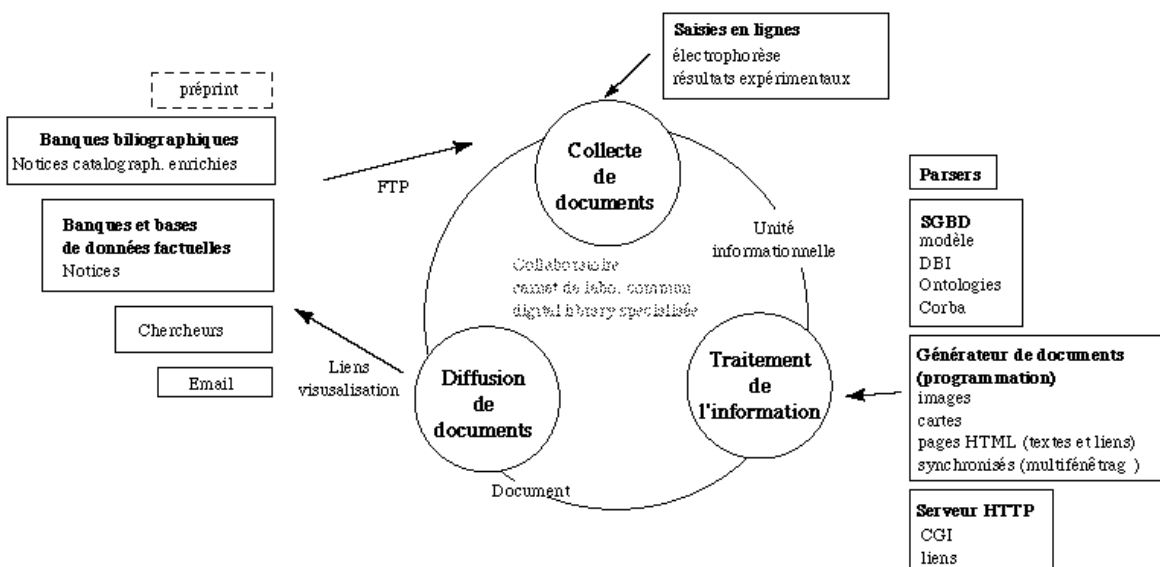 Saisies en lignes
électrophorèse
résultats expérimentaux
préprint
Banques biliographiques
Notices catalograph. enrichies
FTP
Banques et bases
de données factuelles
Notices
Chercheurs
Email
Liens
visusalisation
Collecte
de
documents
Unité
informationnelle
Collaboratoire
carnet de labo. commun
digital library specialisée
Diffusion
de
documents
Traitement
de
l'information
Document
Parsers
SGBD
modèle
DBI
Ontologies
Corba
Générateur de documents
(programmation)
images
cartes
pages HTML (textes et liens)
synchronisés (multifénêtrag )
Serveur HTTP
CGI
liens